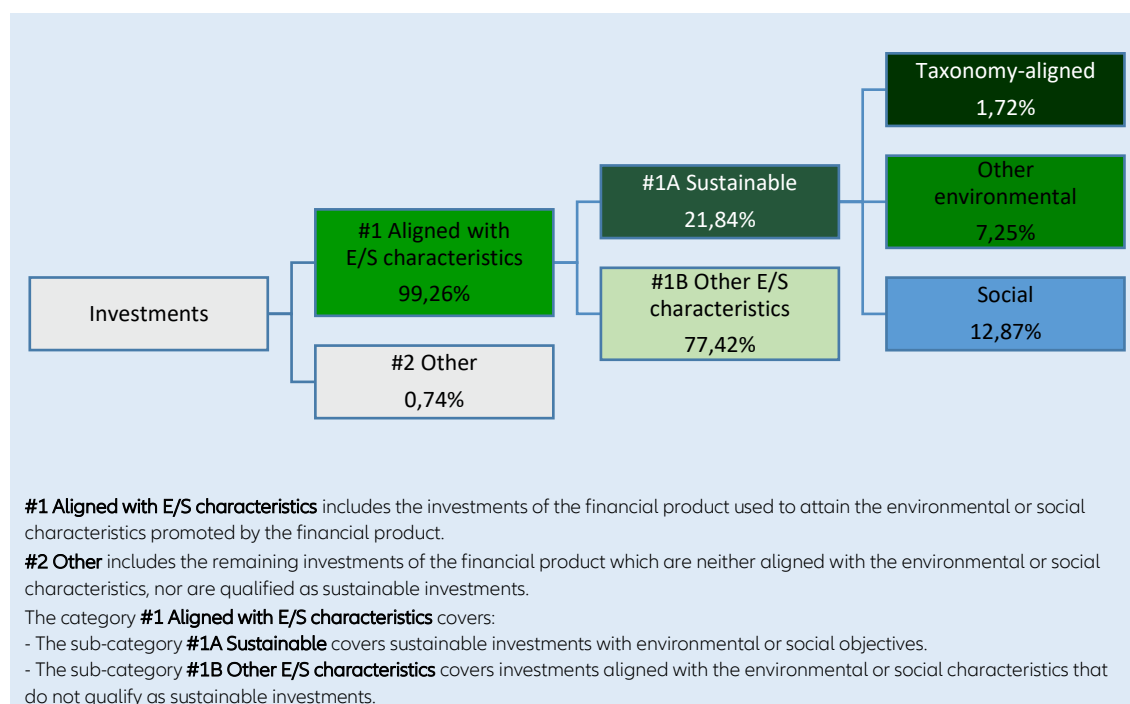 Taxonomy-aligned
1,72%
#1A Sustainable
21,84%
Other
environmental
7,25%
#1 Aligned with
E/S characteristics
99,26%
#1B Other E/S
characteristics
77,42%
Social
12,87%
Investments
#2 Other
0,74%
#1 Aligned with E/S characteristics includes the investments of the financial product used to attain the environmental or social
characteristics promoted by the financial product.
#2 Other includes the remaining investments of the financial product which are neither aligned with the environmental or social
characteristics, nor are qualified as sustainable investments.
The category #1 Aligned with E/S characteristics covers:
- The sub-category #1A Sustainable covers sustainable investments with environmental or social objectives.
- The sub-category #1B Other E/S characteristics covers investments aligned with the environmental or social characteristics that
do not qualify as sustainable investments.